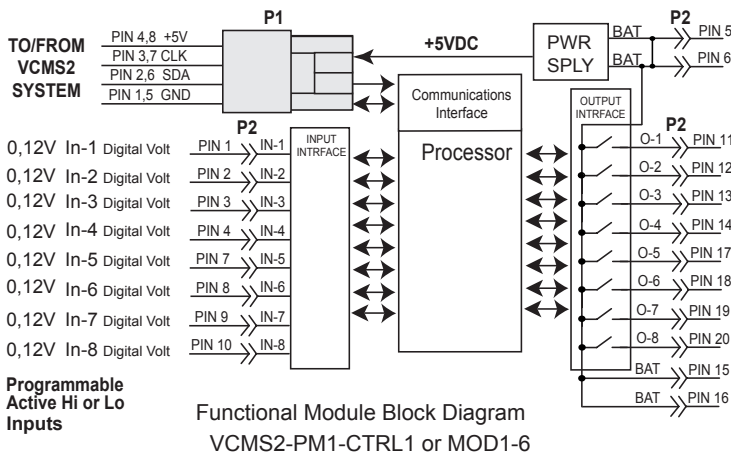 P1
P2
PIN 4,8 +5V
PIN 3,7 CLK
PIN 2,6 SDA
PIN 1,5 GND
TO/FROM
VCMS2
SYSTEM
+5VDC
PWR
SPLY
BAT
PIN 5
BAT
PIN 6
Communications
Interface
Processor
OUTPUT
INTRFACE
P2
INPUT
INTRFACE
P2
0,12V In-1 Digital Volt PIN 1 IN-1
0,12V In-2 Digital Volt PIN 2 IN-2
0,12V In-3 Digital Volt PIN 3 IN-3
0,12V In-4 Digital Volt PIN 4 IN-4
0,12V In-5 Digital Volt PIN 7 IN-5
0,12V In-6 Digital Volt PIN 8 IN-6
0,12V In-7 Digital Volt PIN 9 IN-7
0,12V In-8 Digital Volt PIN 10 IN-8
O-1 PIN 11
O-2 PIN 12
O-3 PIN 13
O-4 PIN 14
O-5 PIN 17
O-6 PIN 18
O-7 PIN 19
O-8 PIN 20
BAT PIN 15
BAT PIN 16
Programmable
Active Hi or Lo
Inputs
Functional Module Block Diagram
VCMS2-PM1-CTRL1 or MOD1-6